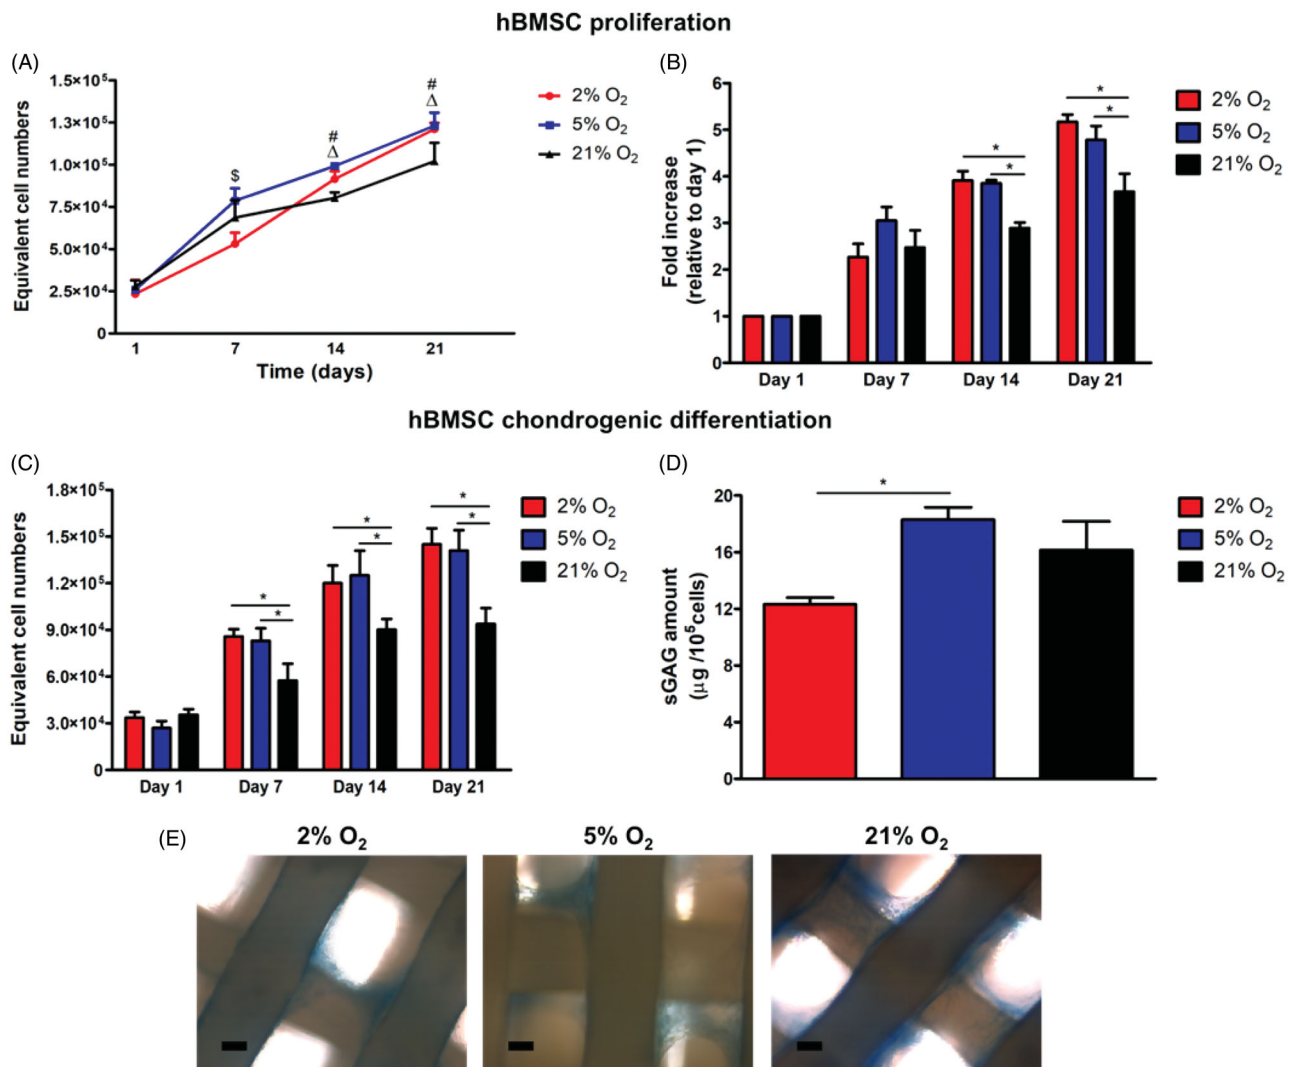 hBMSC proliferation
(A)
Equivalent cell numbers
1.5×10⁵
1.3×10⁵
1.0×10⁵
7.5×10⁴
5.0×10⁴
2.5×10⁴
0
$
#
Δ
#
Δ
1 7 14 21
Time (days)
2% O₂
5% O₂
21% O₂
(B)
Fold increase
(relative to day 1)
6
5
4
3
2
1
0
*
*
*
*
Day 1 Day 7 Day 14 Day 21
2% O₂
5% O₂
21% O₂
hBMSC chondrogenic differentiation
(C)
Equivalent cell numbers
1.8×10⁵
1.5×10⁵
1.2×10⁵
9.0×10⁴
6.0×10⁴
3.0×10⁴
0
*
*
*
*
*
*
Day 1 Day 7 Day 14 Day 21
2% O₂
5% O₂
21% O₂
(D)
sGAG amount
(µg /10⁵cells)
20
16
12
8
4
0
*
2% O₂
5% O₂
21% O₂
(E)
2% O₂ 5% O₂ 21% O₂